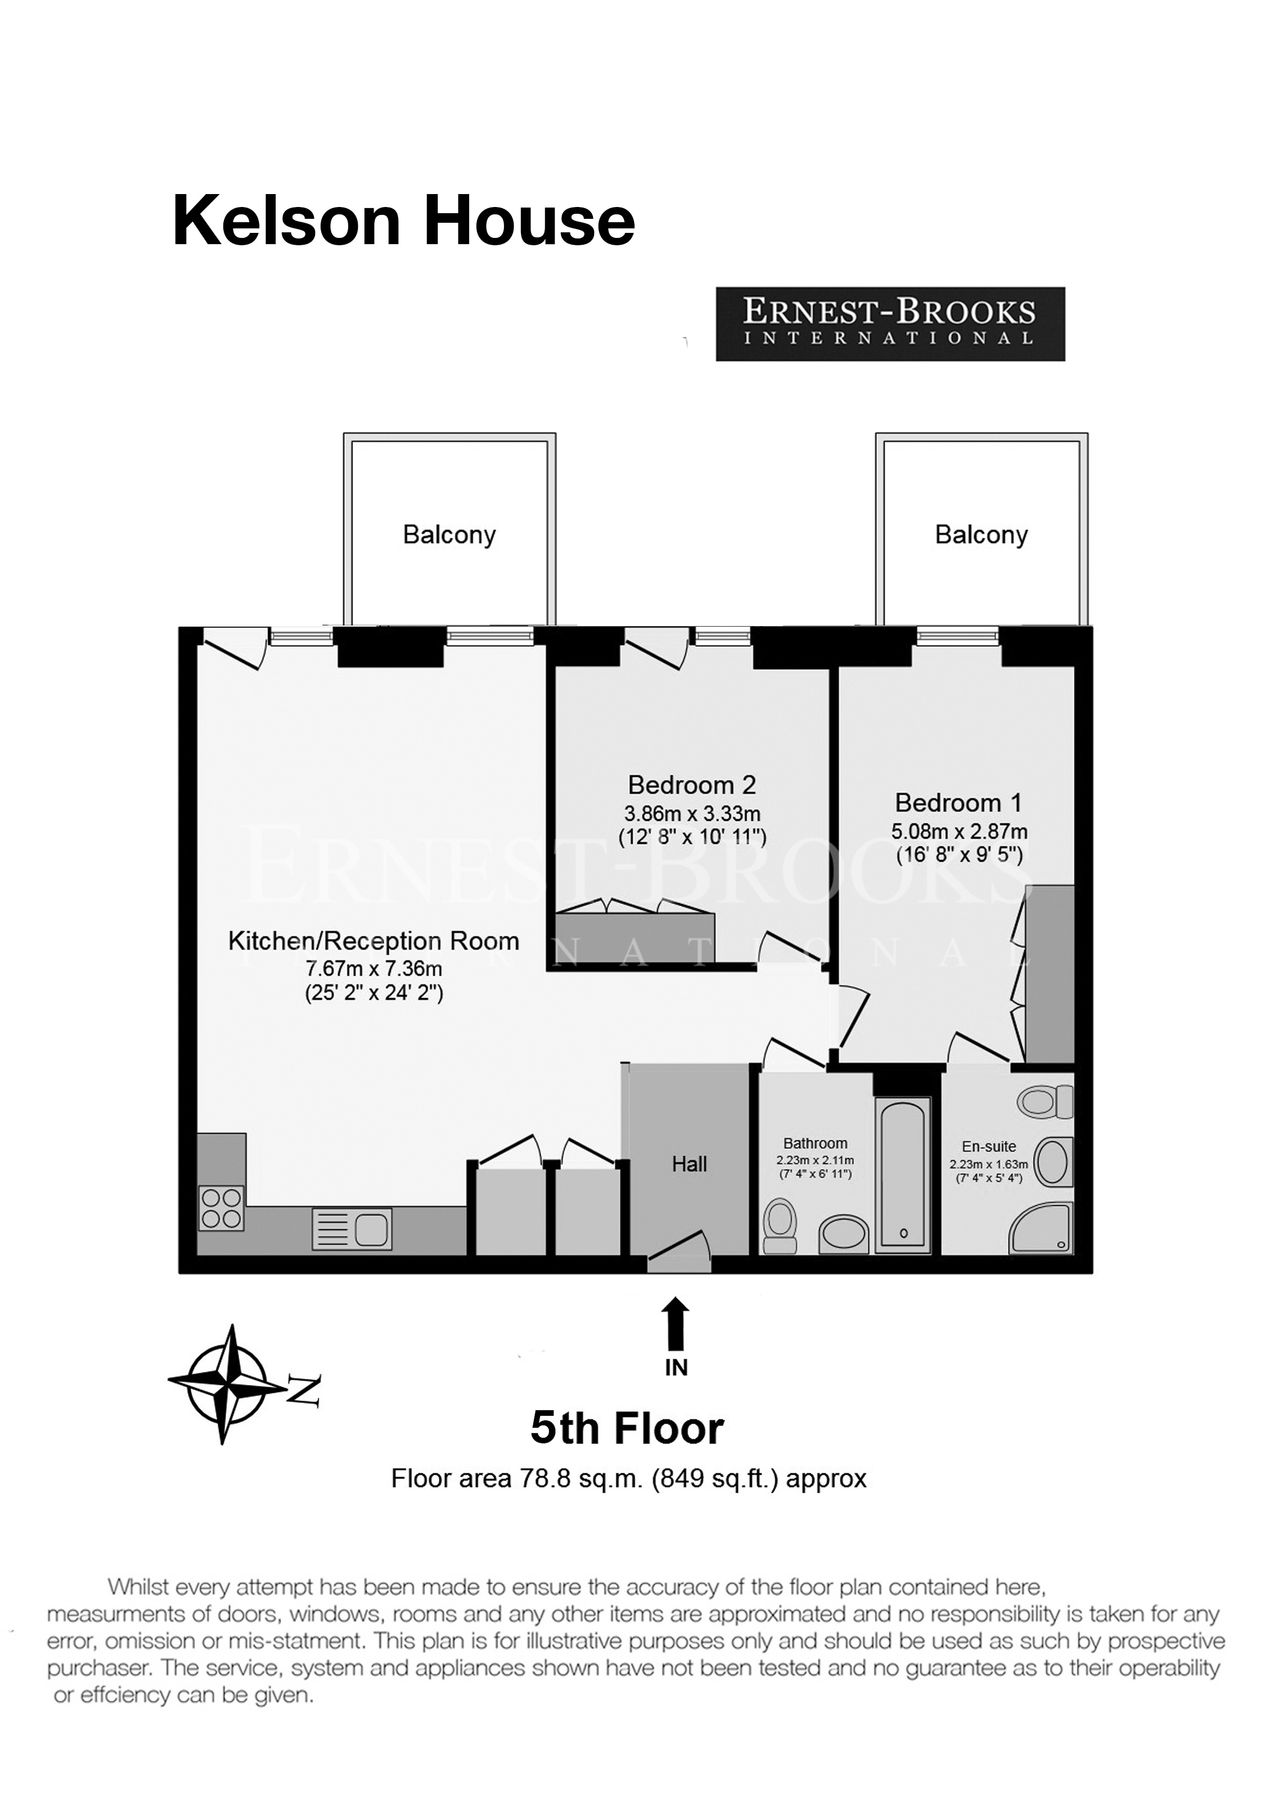 Kelson House
ERNEST-BROOKS
INTERNATIONAL
Balcony
Balcony
Bedroom 2
3.86m x 3.33m
(12' 8" x 10' 11")
Bedroom 1
5.08m x 2.87m
(16' 8" x 9' 5")
ERNEST-BROOKS
INTERNATIONAL
Kitchen/Reception Room
7.67m x 7.36m
(25' 2" x 24' 2")
Hall
Bathroom
2.23m x 2.11m
(7' 4" x 6' 11")
En-suite
2.23m x 1.63m
(7' 4" x 5' 4")
IN
N
5th Floor
Floor area 78.8 sq.m. (849 sq.ft.) approx
Whilst every attempt has been made to ensure the accuracy of the floor plan contained here,
measurments of doors, windows, rooms and any other items are approximated and no responsibility is taken for any
error, omission or mis-statment. This plan is for illustrative purposes only and should be used as such by prospective
purchaser. The service, system and appliances shown have not been tested and no guarantee as to their operability
or effciency can be given.